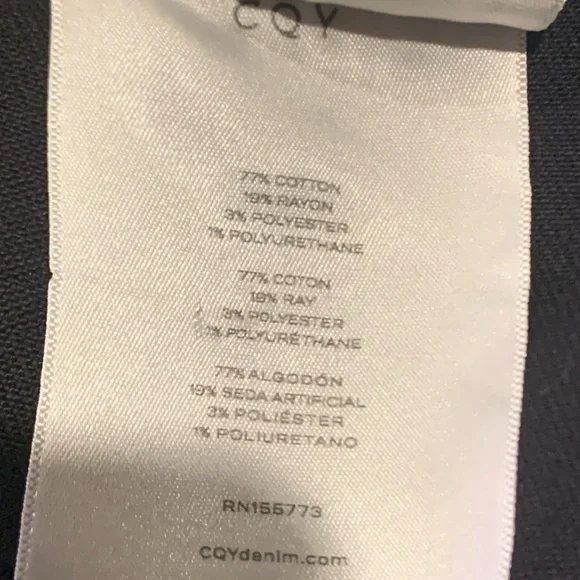 CQY
77% COTTON
19% RAYON
3% POLYESTER
1% POLYURETHANE
77% COTON
19% RAY
3% POLYESTER
1% POLYURÉTHANE
77% ALGODÓN
19% SEDA ARTIFICIAL
3% POLIÉSTER
1% POLIURETANO
RN155773
CQYdenim.com